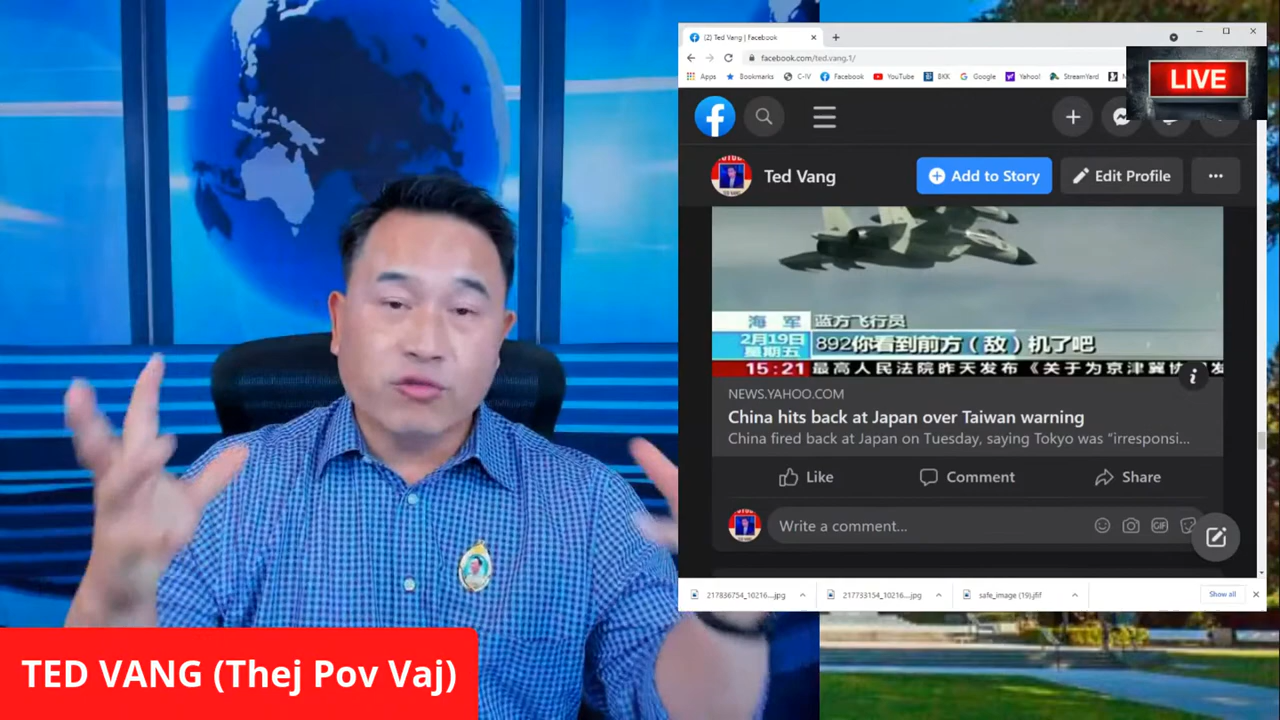 (2) Ted Vang | Facebook
facebook.com/ted.vang.1/
Apps Bookmarks C-IV Facebook YouTube BKK Google Yahoo! StreamYard
LIVE
Ted Vang
Add to Story
Edit Profile
海 军 蓝方飞行员
2月19日
星期五
892你看到前方(敌)机了吧
15:21 最高人民法院昨天发布《关于为京津冀协
NEWS.YAHOO.COM
China hits back at Japan over Taiwan warning
China fired back at Japan on Tuesday, saying Tokyo was "irresponsi...
Like Comment Share
Write a comment...
GIF
217836754_10216....jpg 217733154_10216....jpg safe_image (19).jfif Show all
TED VANG (Thej Pov Vaj)